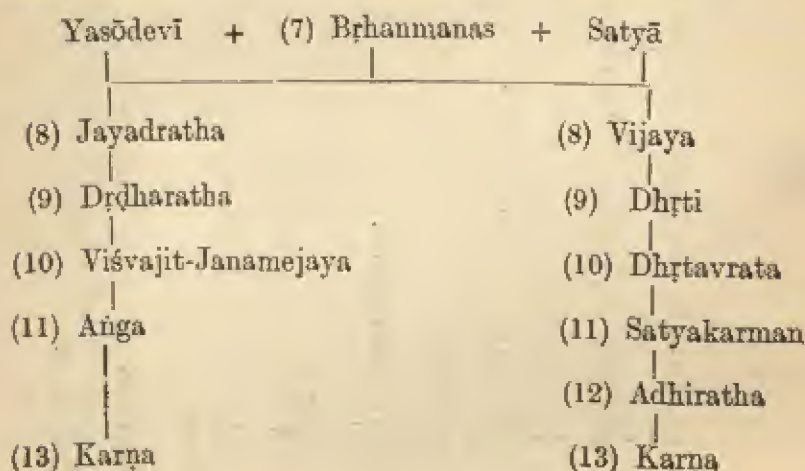 Yasōdevī + (7) Bṛhanmanas + Satyā
(8) Jayadratha (8) Vijaya
(9) Dṛḍharatha (9) Dhṛti
(10) Viśvajit-Janamejaya (10) Dhṛtavrata
(11) Aṅga (11) Satyakarman
(12) Adhiratha
(13) Karṇa (13) Karṇa